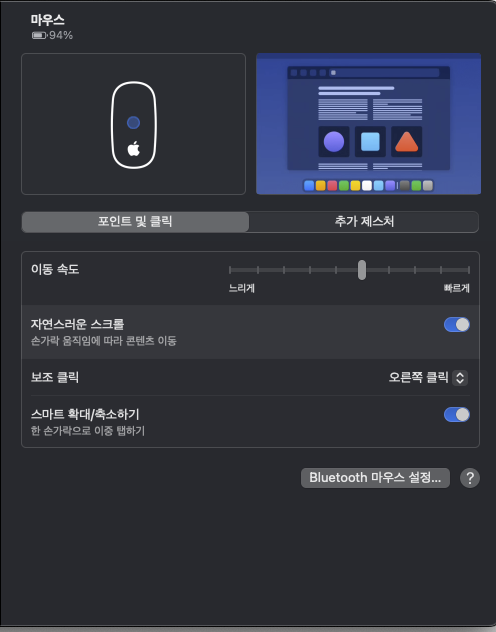 마우스
94%
포인트 및 클릭
추가 제스처
이동 속도
느리게
빠르게
자연스러운 스크롤
손가락 움직임에 따라 콘텐츠 이동
보조 클릭
오른쪽 클릭
스마트 확대/축소하기
한 손가락으로 이중 탭하기
Bluetooth 마우스 설정...
?